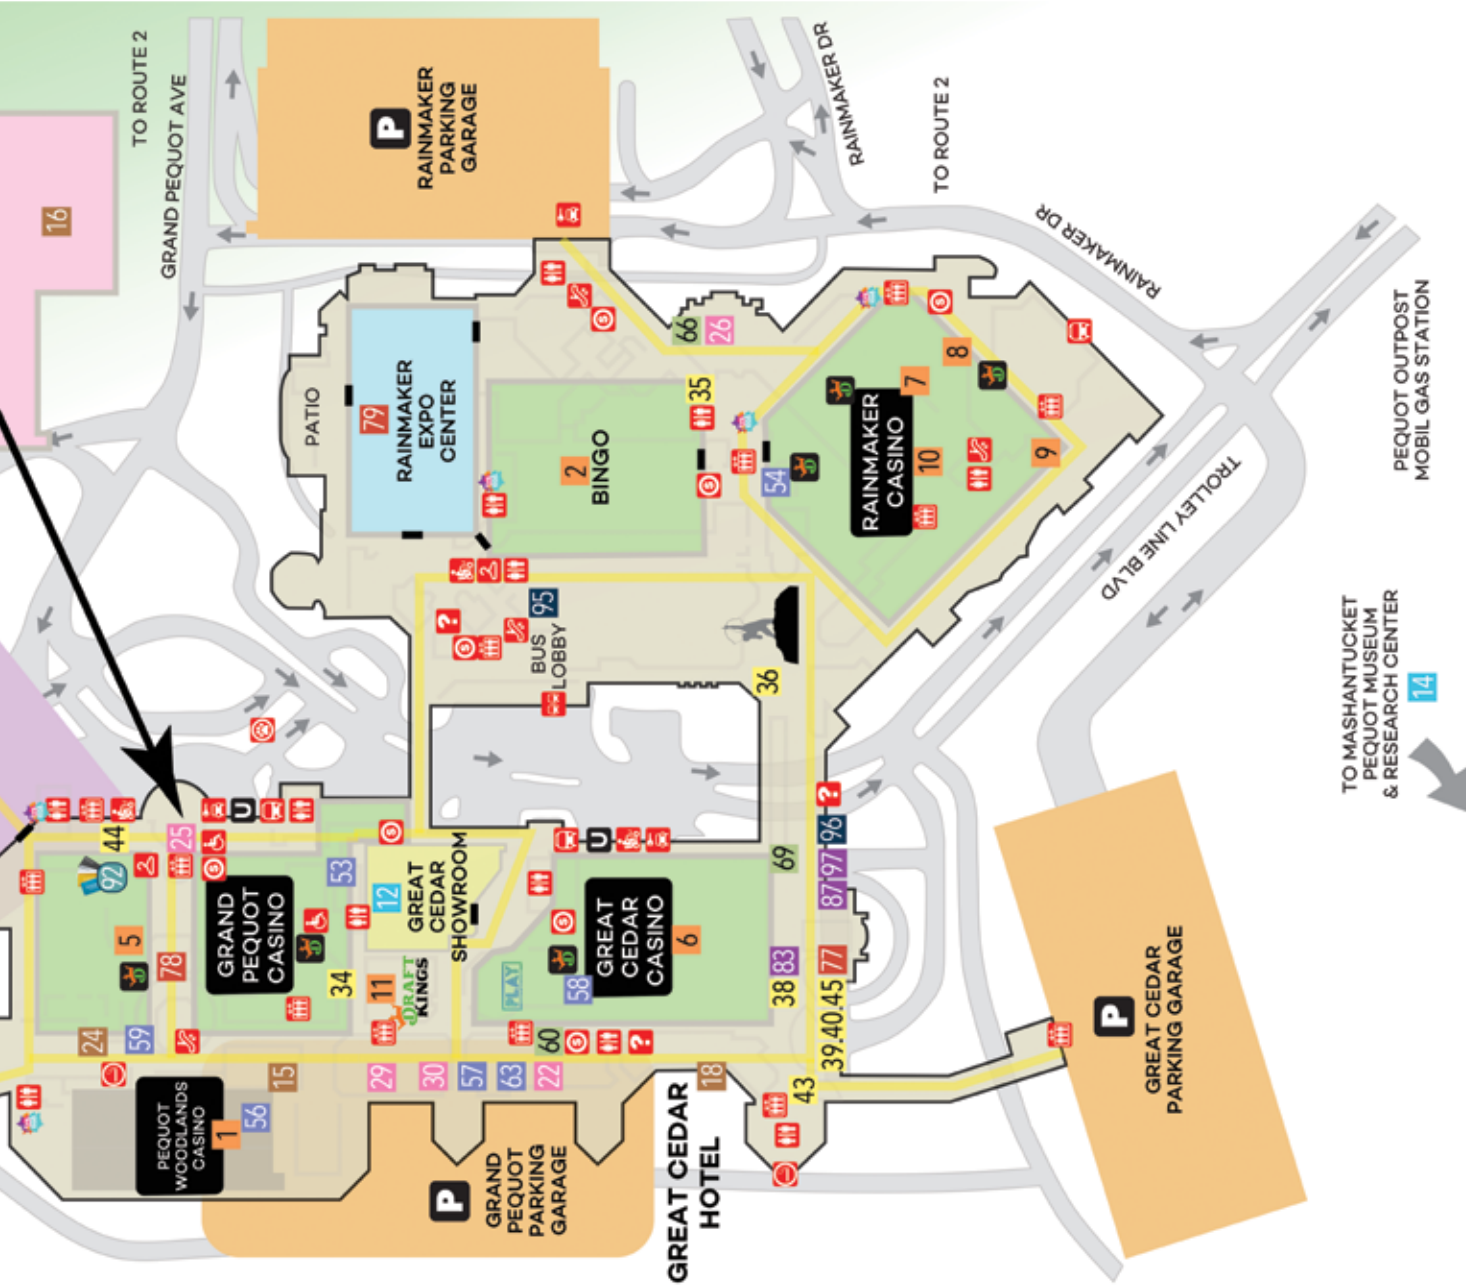 TO ROUTE 2
GRAND PEQUOT AVE
16
P
RAINMAKER
PARKING
GARAGE
RAINMAKER DR
TO ROUTE 2
RAINMAKER DR
PEQUOT OUTPOST
MOBIL GAS STATION
TROLLEY LINE BLVD
TO MASHANTUCKET
PEQUOT MUSEUM
& RESEARCH CENTER
14
PATIO
79
RAINMAKER
EXPO
CENTER
$
66
26
35
2
BINGO
$
54
RAINMAKER
CASINO
7
8
9
10
$
?
$
95
BUS
LOBBY
36
44
25
U
$
92
5
78
GRAND
PEQUOT
CASINO
$
53
12
GREAT
CEDAR
SHOWROOM
34
11
DRAFT
KINGS
U
$
PLAY
58
GREAT
CEDAR
CASINO
6
69
83
38
?
96
87
97
77
39.40.45
43
24
59
15
29
30
57
63
22
60
$
?
18
PEQUOT
WOODLANDS
CASINO
1
56
P
GRAND
PEQUOT
PARKING
GARAGE
GREAT CEDAR
HOTEL
P
GREAT CEDAR
PARKING GARAGE